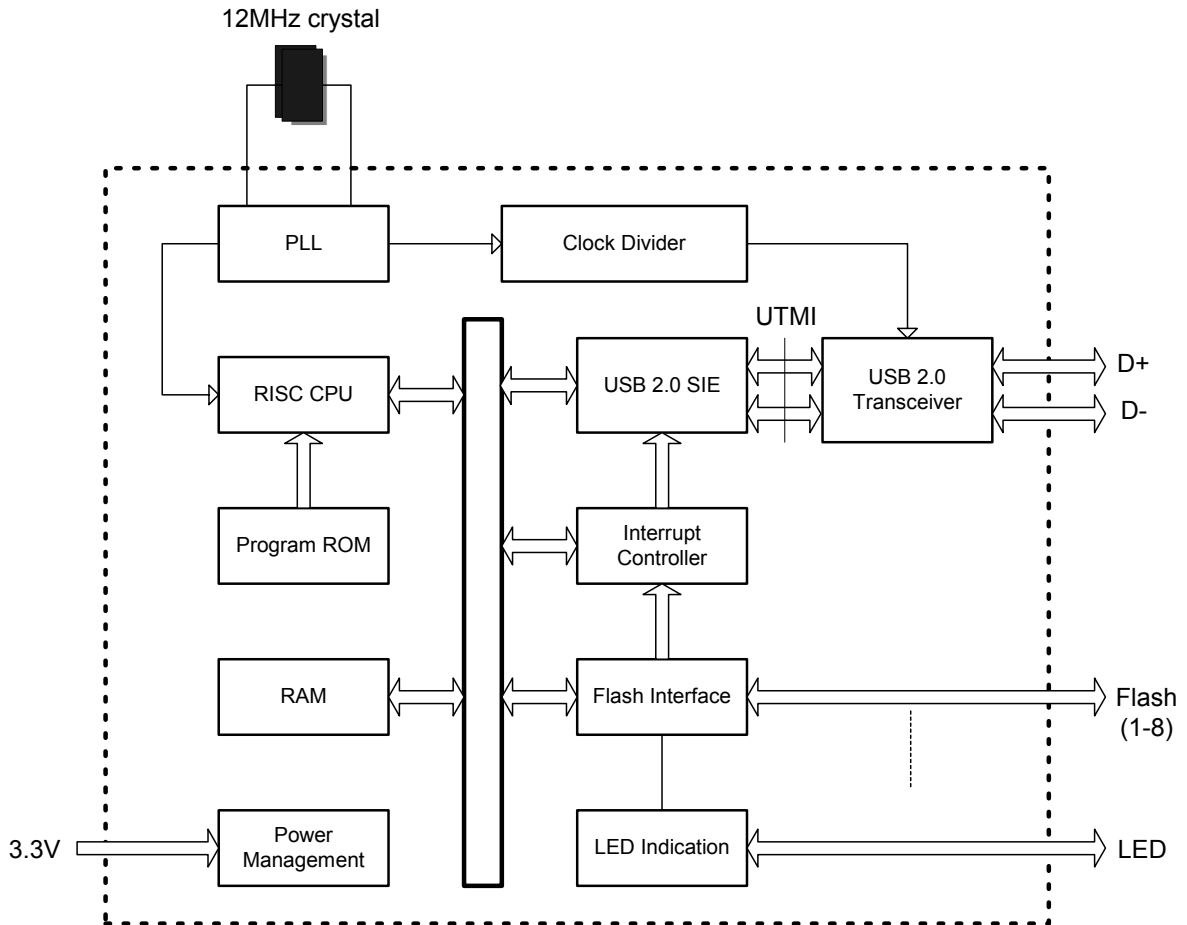 12MHz crystal
PLL
Clock Divider
UTMI
RISC CPU
USB 2.0 SIE
USB 2.0
Transceiver
D+
D-
Program ROM
Interrupt
Controller
RAM
Flash Interface
Flash
(1-8)
3.3V
Power
Management
LED Indication
LED